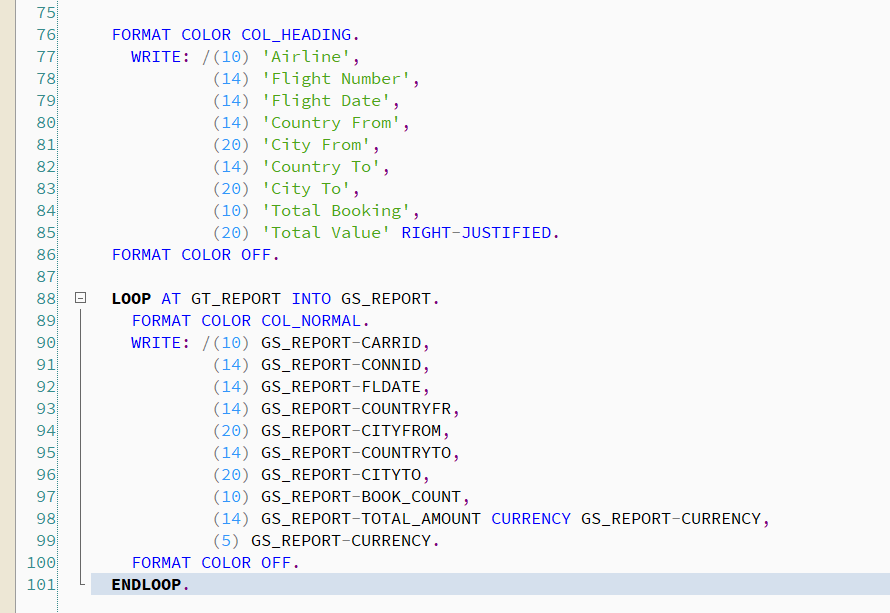 75
76 FORMAT COLOR COL_HEADING.
77 WRITE: /(10) 'Airline',
78 (14) 'Flight Number',
79 (14) 'Flight Date',
80 (14) 'Country From',
81 (20) 'City From',
82 (14) 'Country To',
83 (20) 'City To',
84 (10) 'Total Booking',
85 (20) 'Total Value' RIGHT-JUSTIFIED.
86 FORMAT COLOR OFF.
87
88 LOOP AT GT_REPORT INTO GS_REPORT.
89 FORMAT COLOR COL_NORMAL.
90 WRITE: /(10) GS_REPORT-CARRID,
91 (14) GS_REPORT-CONNID,
92 (14) GS_REPORT-FLDATE,
93 (14) GS_REPORT-COUNTRYFR,
94 (20) GS_REPORT-CITYFROM,
95 (14) GS_REPORT-COUNTRYTO,
96 (20) GS_REPORT-CITYTO,
97 (10) GS_REPORT-BOOK_COUNT,
98 (14) GS_REPORT-TOTAL_AMOUNT CURRENCY GS_REPORT-CURRENCY,
99 (5) GS_REPORT-CURRENCY.
100 FORMAT COLOR OFF.
101 ENDLOOP.